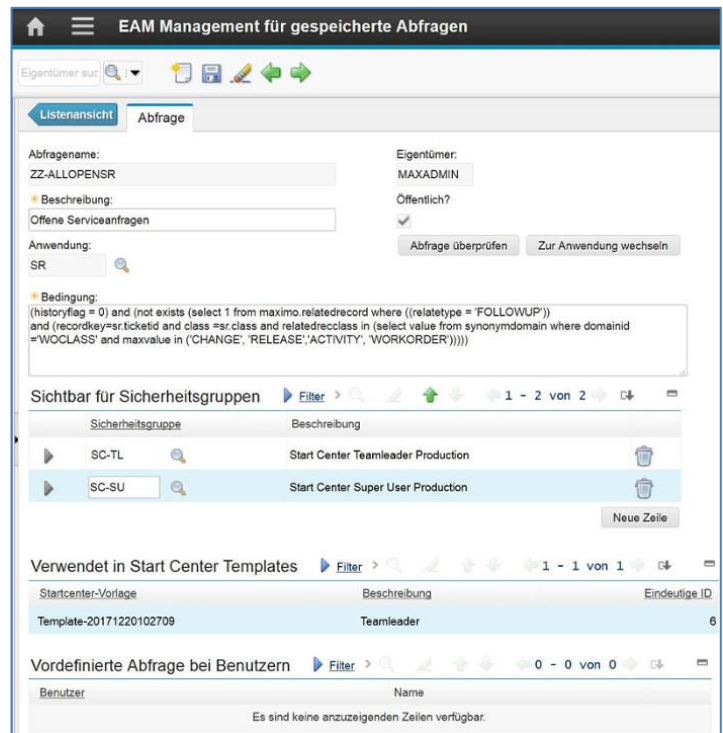 EAM Management für gespeicherte Abfragen
Eigentümer suc
Listenansicht Abfrage
Abfragename: Eigentümer:
ZZ-ALLOPENSR MAXADMIN
Beschreibung: Öffentlich?
Offene Serviceanfragen
Anwendung: Abfrage überprüfen Zur Anwendung wechseln
SR
Bedingung:
(historyflag = 0) and (not exists (select 1 from maximo.relatedrecord where ((relatetype = 'FOLLOWUP'))
and (recordkey=sr.ticketid and class =sr.class and relatedrecclass in (select value from synonymdomain where domainid
='WOCLASS' and maxvalue in ('CHANGE', 'RELEASE','ACTIVITY', 'WORKORDER')))))
Sichtbar für Sicherheitsgruppen Filter > 1 - 2 von 2
Sicherheitsgruppe Beschreibung
SC-TL Start Center Teamleader Production
SC-SU Start Center Super User Production
Neue Zeile
Verwendet in Start Center Templates Filter > 1 - 1 von 1
Startcenter-Vorlage Beschreibung Eindeutige ID
Template-20171220102709 Teamleader 6
Vordefinierte Abfrage bei Benutzern Filter > 0 - 0 von 0
Benutzer Name
Es sind keine anzuzeigenden Zeilen verfügbar.